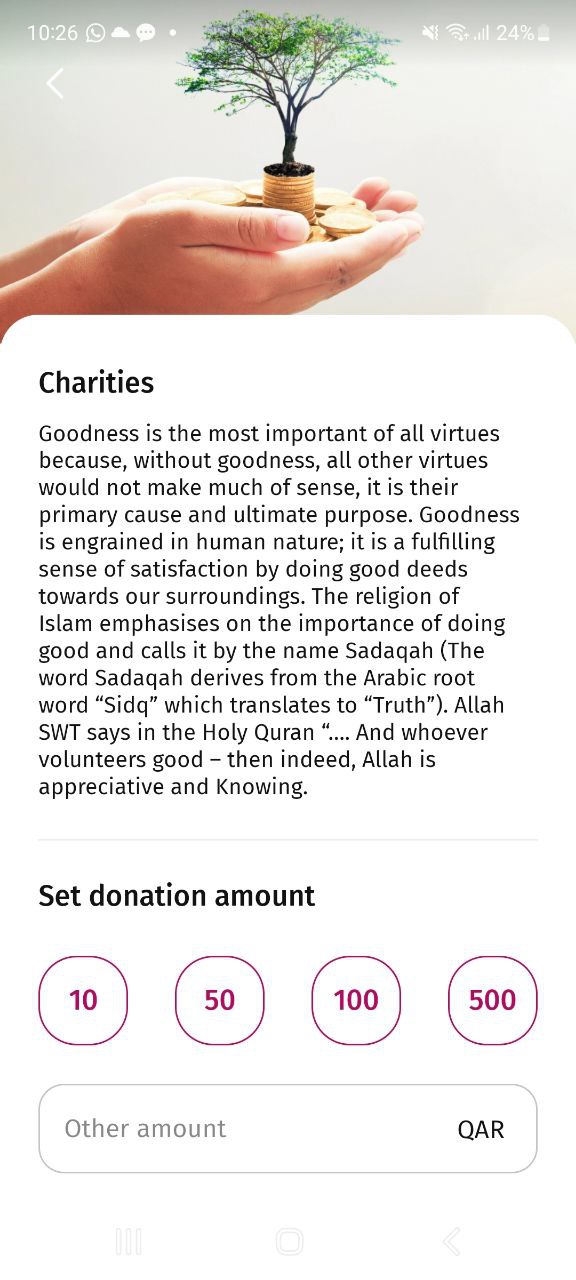 10:26
24%
Charities
Goodness is the most important of all virtues
because, without goodness, all other virtues
would not make much of sense, it is their
primary cause and ultimate purpose. Goodness
is engrained in human nature; it is a fulfilling
sense of satisfaction by doing good deeds
towards our surroundings. The religion of
Islam emphasises on the importance of doing
good and calls it by the name Sadaqah (The
word Sadaqah derives from the Arabic root
word “Sidq” which translates to “Truth”). Allah
SWT says in the Holy Quran “.... And whoever
volunteers good – then indeed, Allah is
appreciative and Knowing.
Set donation amount
10 50 100 500
Other amount QAR